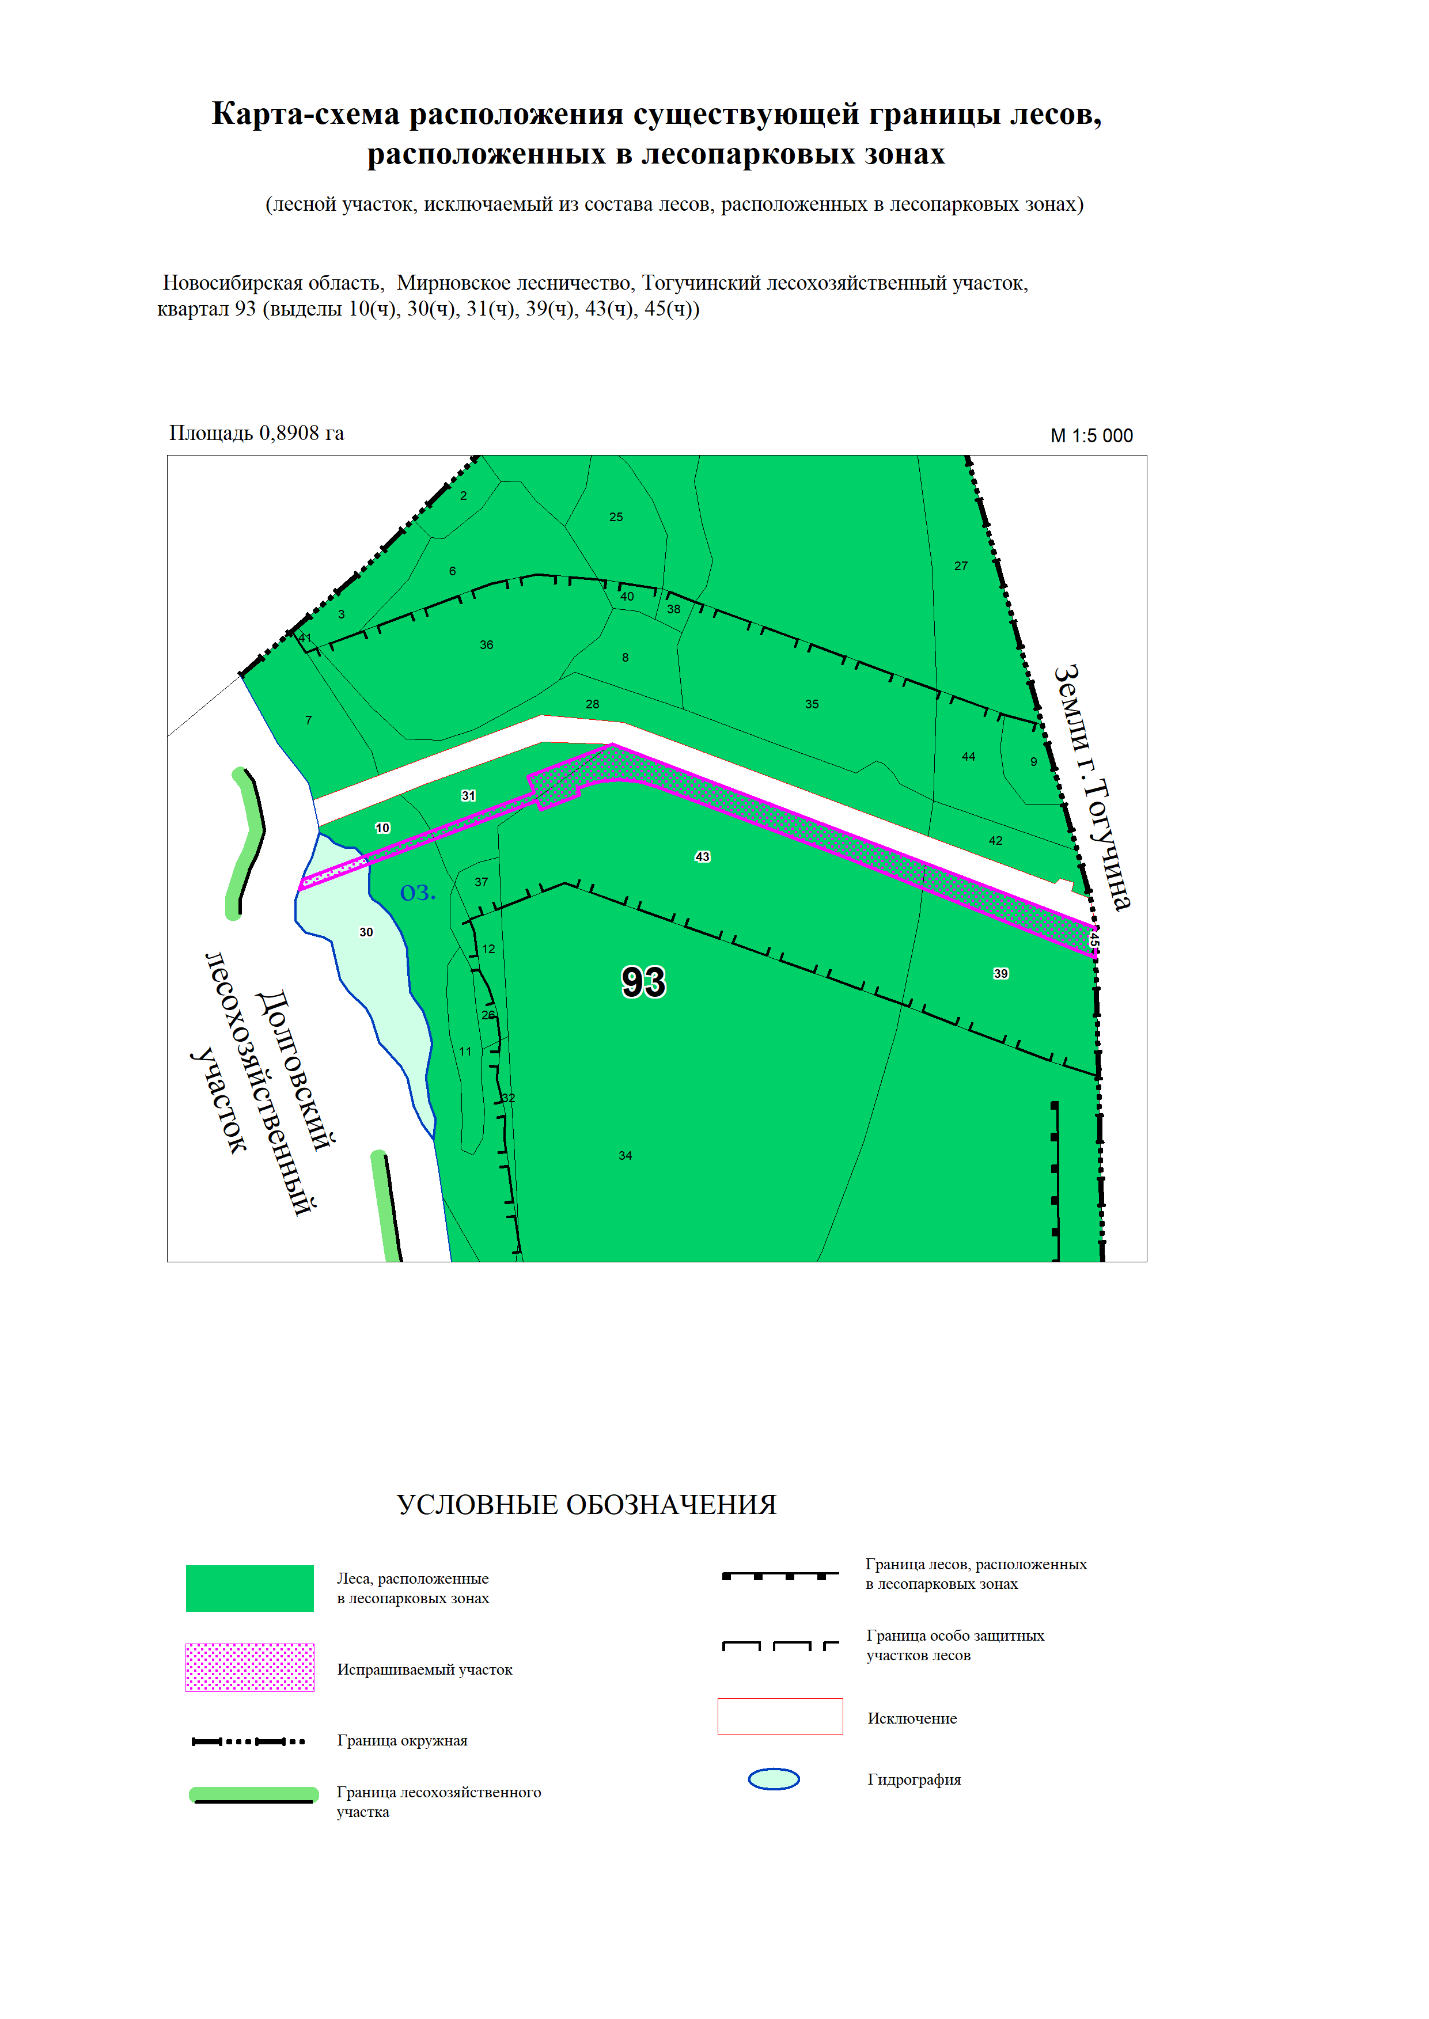 Карта-схема расположения существующей границы лесов,
расположенных в лесопарковых зонах
(лесной участок, исключаемый из состава лесов, расположенных в лесопарковых зонах)
Новосибирская область, Мирновское лесничество, Тогучинский лесохозяйственный участок,
квартал 93 (выделы 10(ч), 30(ч), 31(ч), 39(ч), 43(ч), 45(ч))
Площадь 0,8908 га
М 1:5 000
2
25
6
27
3
40
38
41
36
8
Земли г.Тогучина
28
35
7
44
9
31
10
42
43
37
оз.
30
45
12
93
39
26
11
Долговский
лесохозяйственный
участок
32
34
УСЛОВНЫЕ ОБОЗНАЧЕНИЯ
Леса, расположенные
в лесопарковых зонах
Испрашиваемый участок
Граница окружная
Граница лесохозяйственного
участка
Граница лесов, расположенных
в лесопарковых зонах
Граница особо защитных
участков лесов
Исключение
Гидрография